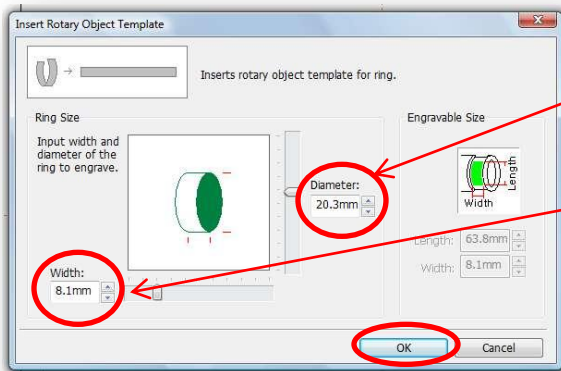 Insert Rotary Object Template
Inserts rotary object template for ring.
Ring Size
Input width and
diameter of the
ring to engrave.
Diameter:
20.3mm
Width:
8.1mm
Engravable Size
Length
Width
Length: 63.8mm
Width: 8.1mm
OK
Cancel